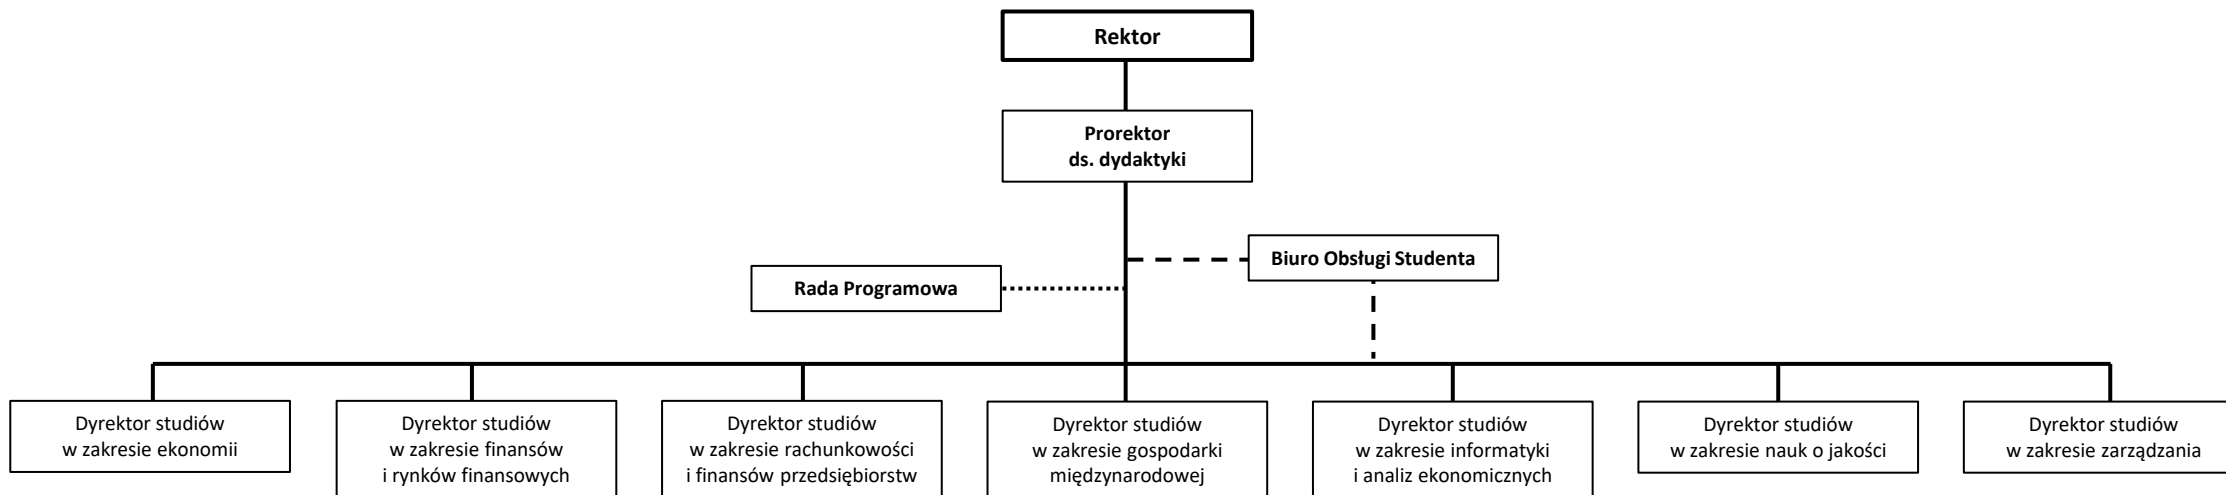 Rektor
Prorektor
ds. dydaktyki
Biuro Obsługi Studenta
Rada Programowa
Dyrektor studiów
w zakresie ekonomii
Dyrektor studiów
w zakresie finansów
i rynków finansowych
Dyrektor studiów
w zakresie rachunkowości
i finansów przedsiębiorstw
Dyrektor studiów
w zakresie gospodarki
międzynarodowej
Dyrektor studiów
w zakresie informatyki
i analiz ekonomicznych
Dyrektor studiów
w zakresie nauk o jakości
Dyrektor studiów
w zakresie zarządzania